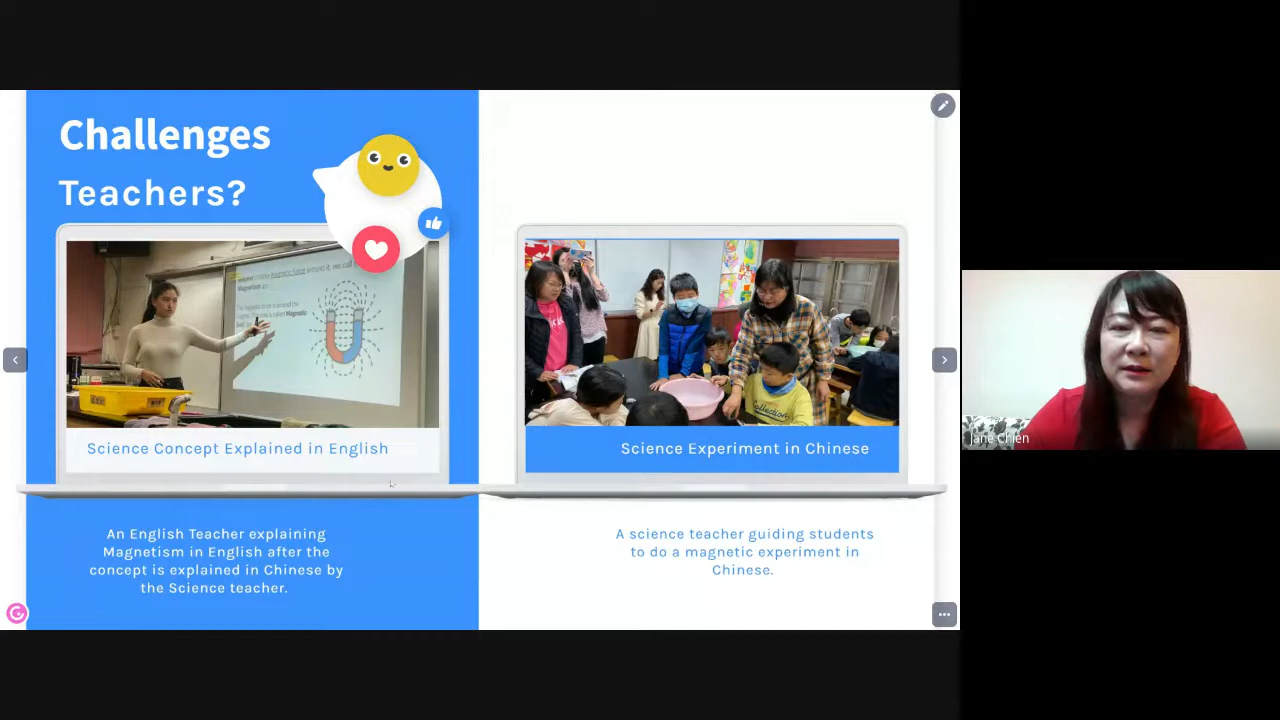 Challenges
Teachers?
Magnetism
Magnetic
Collection
Science Concept Explained in English
Science Experiment in Chinese
An English Teacher explaining
Magnetism in English after the
concept is explained in Chinese by
the Science teacher.
A science teacher guiding students
to do a magnetic experiment in
Chinese.
Jane Chien